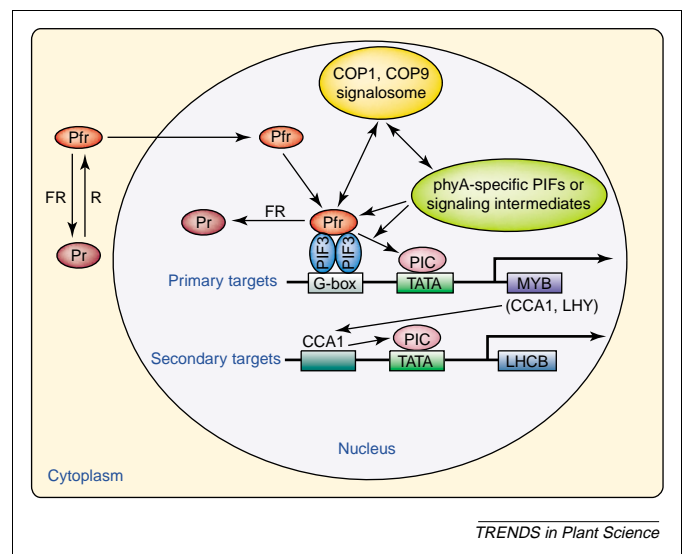 COP1, COP9
signalosome
Pfr
Pfr
FR
R
phyA-specific PIFs or
signaling intermediates
Pr
FR
Pfr
Pr
PIF3
PIF3
PIC
Primary targets
G-box
TATA
MYB
(CCA1, LHY)
CCA1
PIC
Secondary targets
TATA
LHCB
Nucleus
Cytoplasm
TRENDS in Plant Science